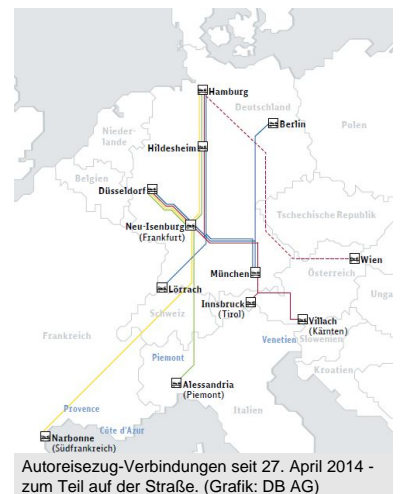 Hamburg
Deutschland
Berlin
Polen
Nieder-
lande
Hildesheim
Belgien
Düsseldorf
Neu-Isenburg
(Frankfurt)
Tschechische Republik
Wien
München
Österreich
Lörrach
Innsbruck
(Tirol)
Unga
Schweiz
Villach
(Kärnten)
Frankreich
Venetien
Slowenien
Piemont
Kroatien
Alessandria
(Piemont)
Provence
Côte d'Azur
Italien
Narbonne
(Südfrankreich)
Autoreisezug-Verbindungen seit 27. April 2014 -
zum Teil auf der Straße. (Grafik: DB AG)